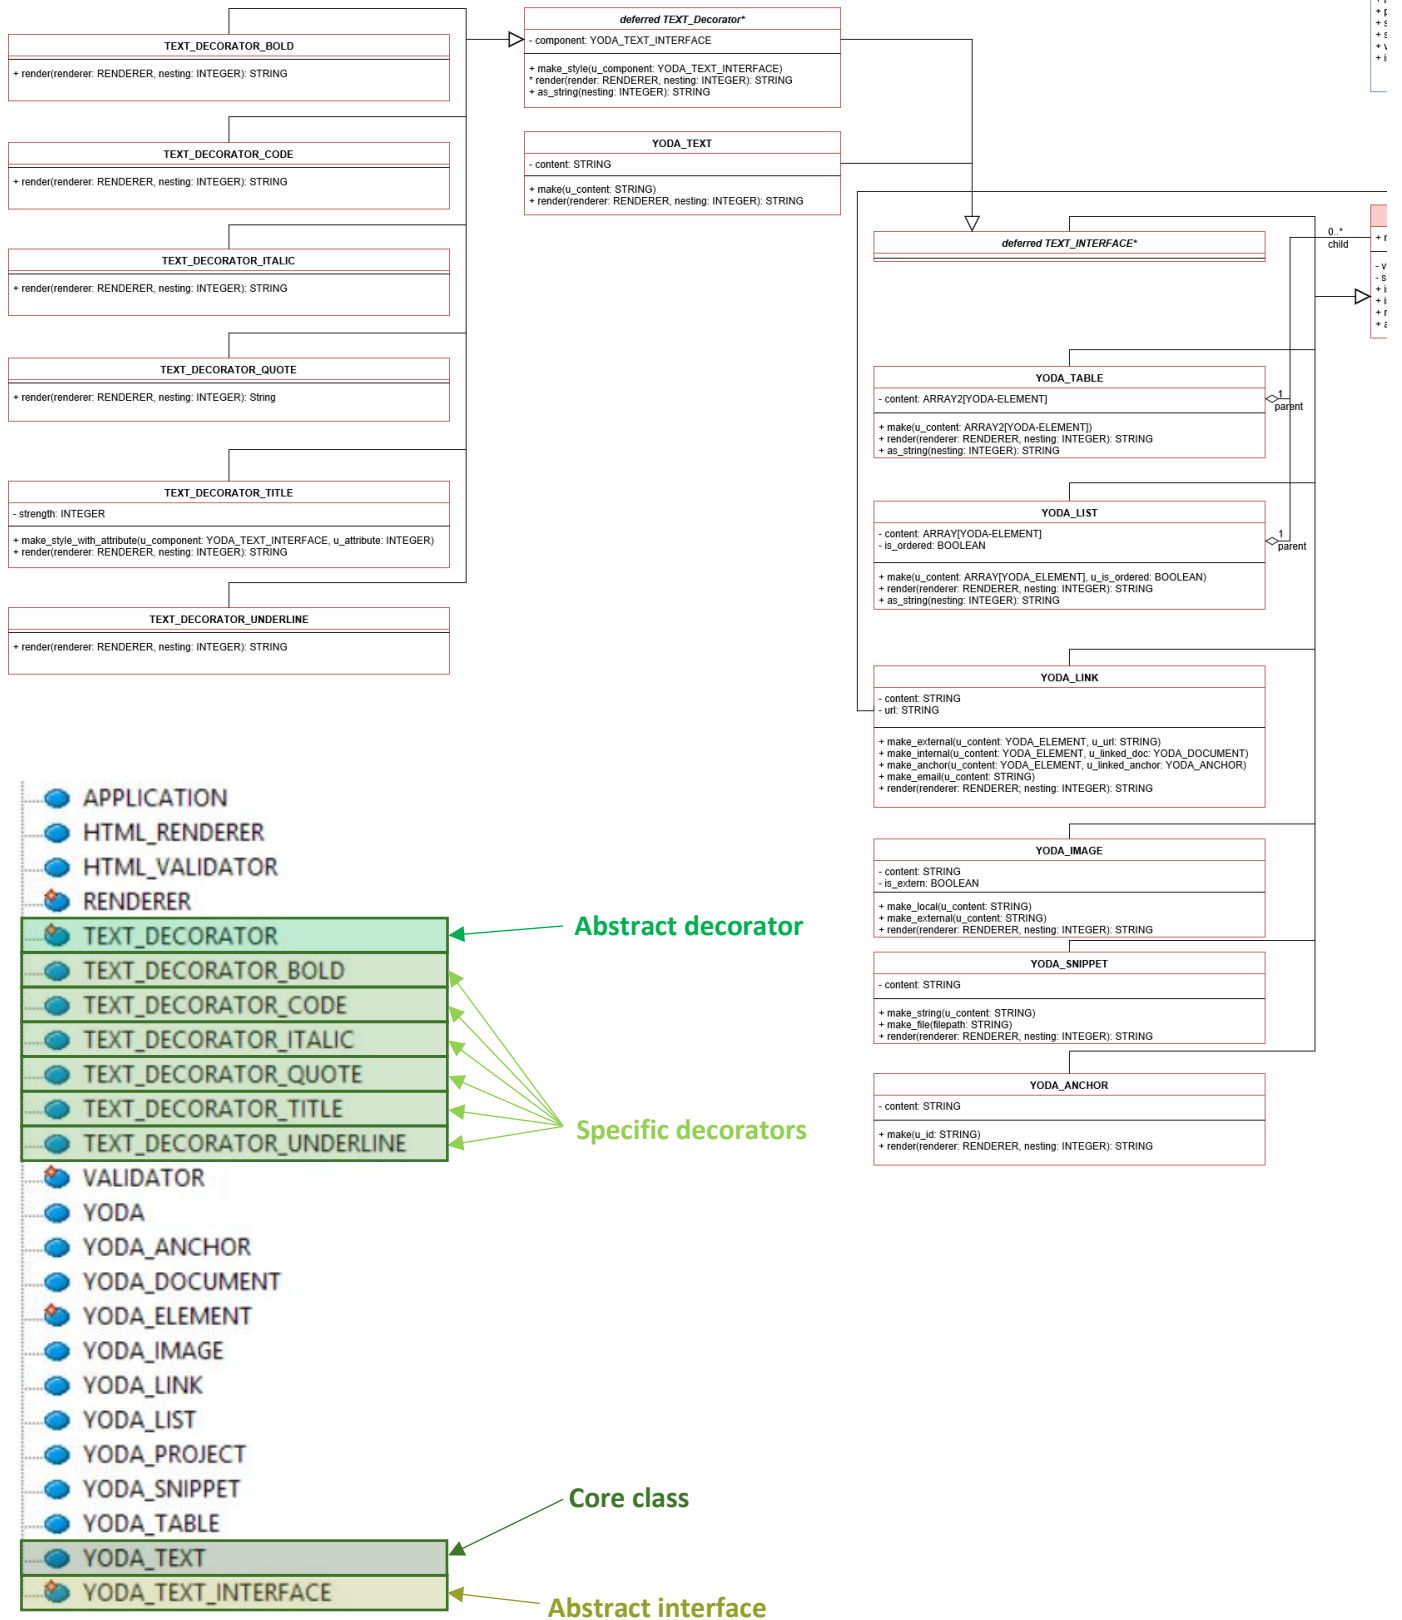 TEXT_DECORATOR_BOLD
+ render(renderer: RENDERER, nesting: INTEGER): STRING
TEXT_DECORATOR_CODE
+ render(renderer: RENDERER, nesting: INTEGER): STRING
TEXT_DECORATOR_ITALIC
+ render(renderer: RENDERER, nesting: INTEGER): STRING
TEXT_DECORATOR_QUOTE
+ render(renderer: RENDERER, nesting: INTEGER): String
TEXT_DECORATOR_TITLE
- strength: INTEGER
+ make_style_with_attribute(u_component: YODA_TEXT_INTERFACE, u_attribute: INTEGER)
+ render(renderer: RENDERER, nesting: INTEGER): STRING
TEXT_DECORATOR_UNDERLINE
+ render(renderer: RENDERER, nesting: INTEGER): STRING
deferred TEXT_Decorator*
- component: YODA_TEXT_INTERFACE
+ make_style(u_component: YODA_TEXT_INTERFACE)
* render(render: RENDERER, nesting: INTEGER): STRING
+ as_string(nesting: INTEGER): STRING
YODA_TEXT
- content: STRING
+ make(u_content: STRING)
+ render(renderer: RENDERER, nesting: INTEGER): STRING
deferred TEXT_INTERFACE*
0..*
child
YODA_TABLE
- content: ARRAY2[YODA-ELEMENT]
+ make(u_content: ARRAY2[YODA-ELEMENT])
+ render(renderer: RENDERER, nesting: INTEGER): STRING
+ as_string(nesting: INTEGER): STRING
1
parent
YODA_LIST
- content: ARRAY[YODA-ELEMENT]
- is_ordered: BOOLEAN
+ make(u_content: ARRAY[YODA_ELEMENT], u_is_ordered: BOOLEAN)
+ render(renderer: RENDERER, nesting: INTEGER): STRING
+ as_string(nesting: INTEGER): STRING
1
parent
YODA_LINK
- content: STRING
- url: STRING
+ make_external(u_content: YODA_ELEMENT, u_url: STRING)
+ make_internal(u_content: YODA_ELEMENT, u_linked_doc: YODA_DOCUMENT)
+ make_anchor(u_content: YODA_ELEMENT, u_linked_anchor: YODA_ANCHOR)
+ make_email(u_content: STRING)
+ render(renderer: RENDERER; nesting: INTEGER): STRING
YODA_IMAGE
- content: STRING
- is_extern: BOOLEAN
+ make_local(u_content: STRING)
+ make_external(u_content: STRING)
+ render(renderer: RENDERER, nesting: INTEGER): STRING
YODA_SNIPPET
- content: STRING
+ make_string(u_content: STRING)
+ make_file(filepath: STRING)
+ render(renderer: RENDERER, nesting: INTEGER): STRING
YODA_ANCHOR
- content: STRING
+ make(u_id: STRING)
+ render(renderer: RENDERER, nesting: INTEGER): STRING
APPLICATION
HTML_RENDERER
HTML_VALIDATOR
RENDERER
TEXT_DECORATOR
TEXT_DECORATOR_BOLD
TEXT_DECORATOR_CODE
TEXT_DECORATOR_ITALIC
TEXT_DECORATOR_QUOTE
TEXT_DECORATOR_TITLE
TEXT_DECORATOR_UNDERLINE
VALIDATOR
YODA
YODA_ANCHOR
YODA_DOCUMENT
YODA_ELEMENT
YODA_IMAGE
YODA_LINK
YODA_LIST
YODA_PROJECT
YODA_SNIPPET
YODA_TABLE
YODA_TEXT
YODA_TEXT_INTERFACE
Abstract decorator
Specific decorators
Core class
Abstract interface